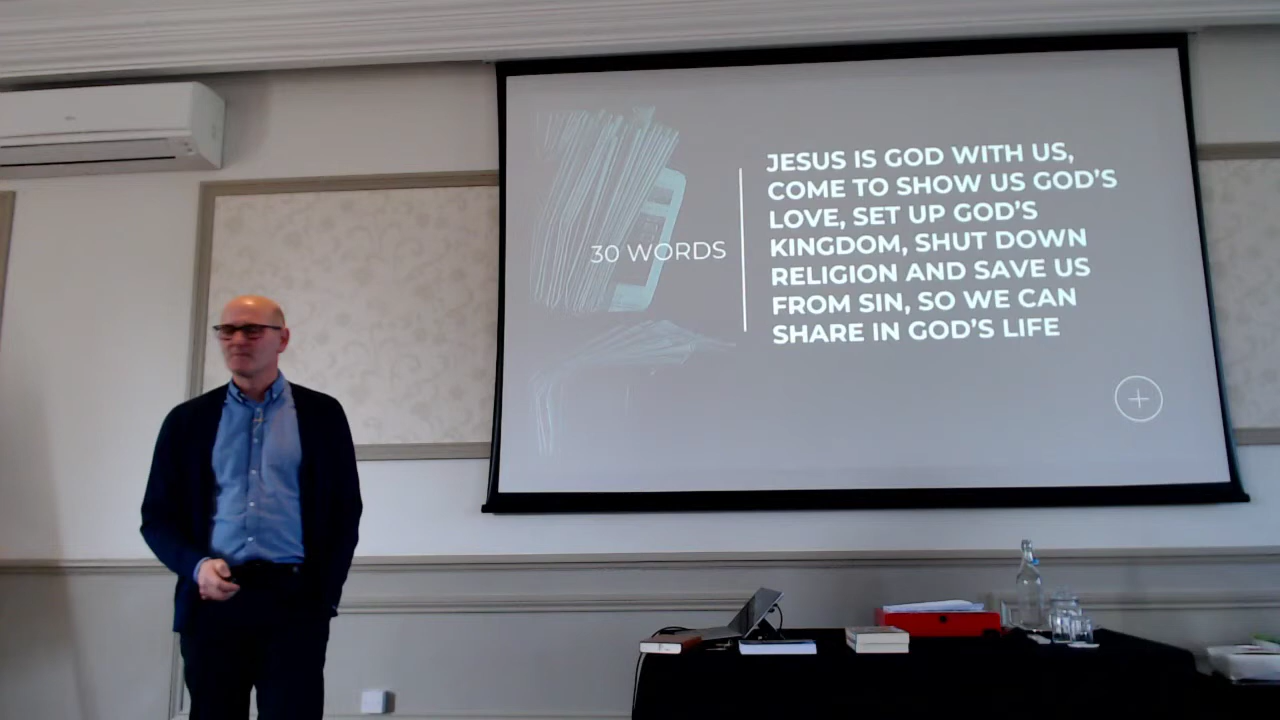 30 WORDS
JESUS IS GOD WITH US,
COME TO SHOW US GOD'S
LOVE, SET UP GOD'S
KINGDOM, SHUT DOWN
RELIGION AND SAVE US
FROM SIN, SO WE CAN
SHARE IN GOD'S LIFE